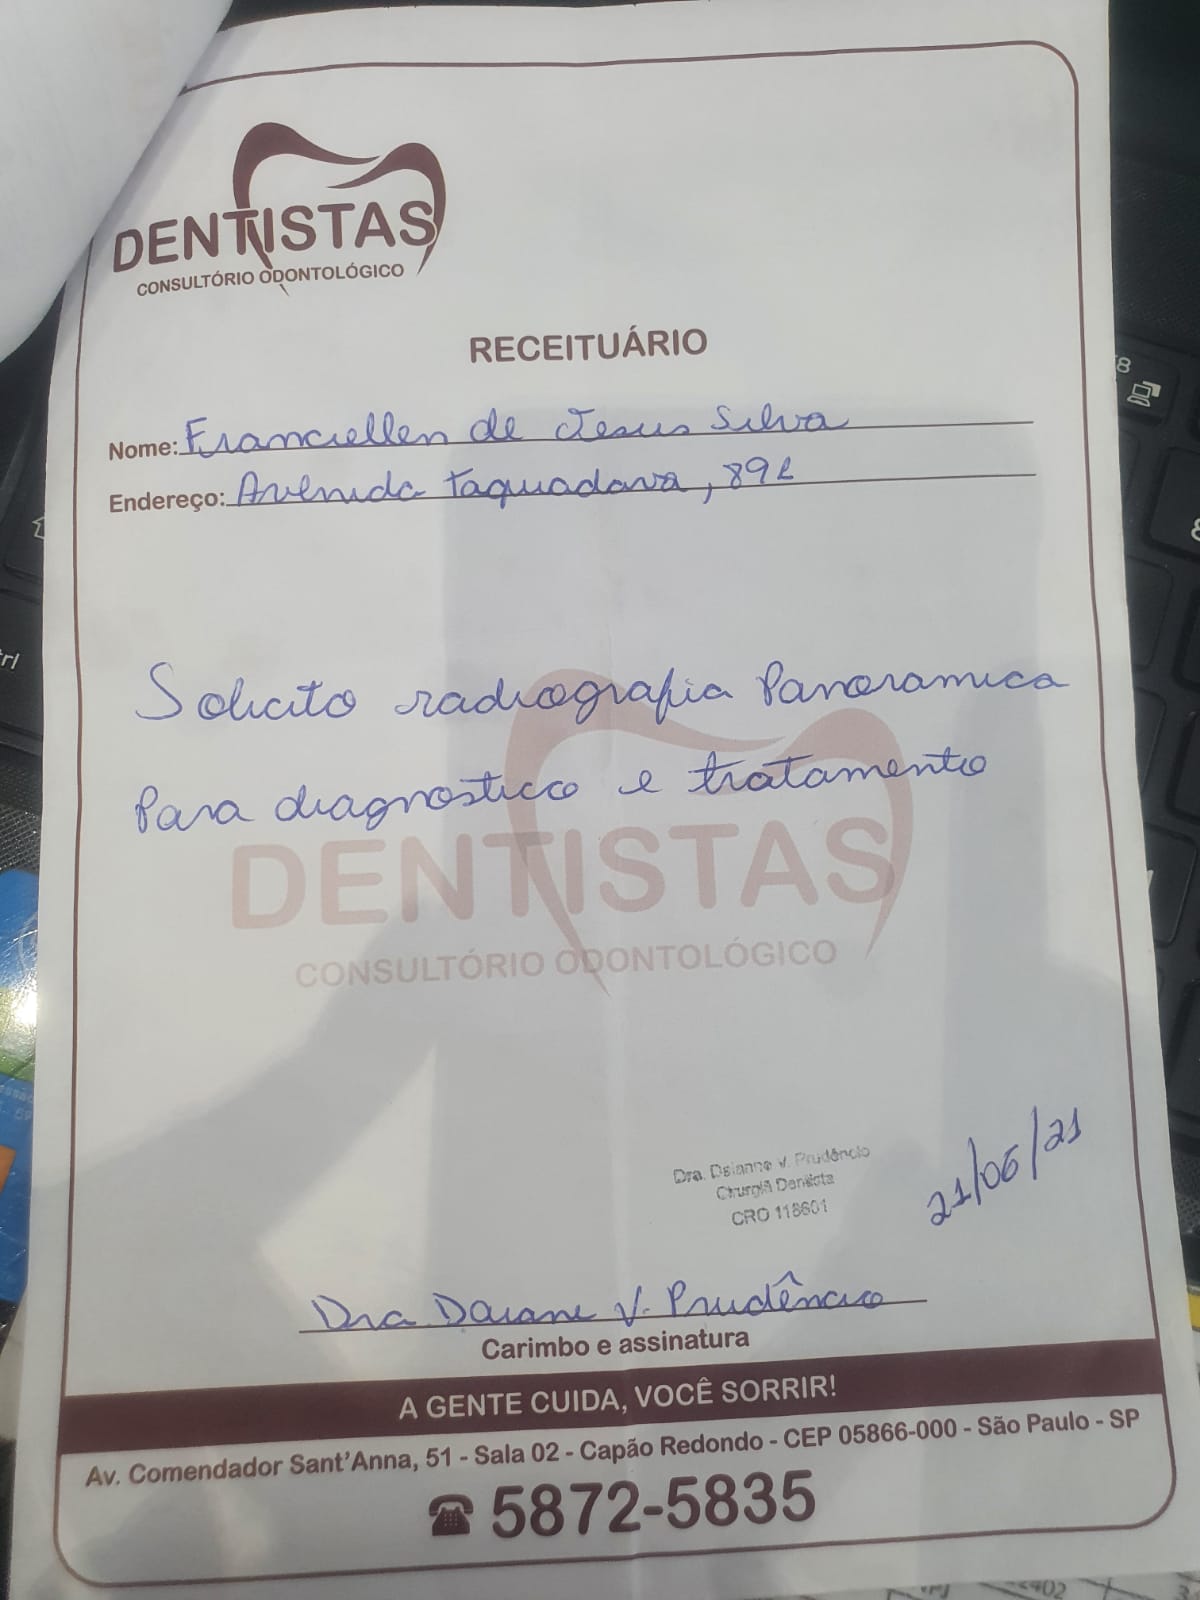 DENTISTAS
CONSULTÓRIO ODONTOLÓGICO
RECEITUÁRIO
Nome: Franciellen de Jesus Silva
Endereço: Avenida taquadava, 892
Solicito radiografia Panoramica
Para diagnostico e tratamento
DENTISTAS
CONSULTÓRIO ODONTOLÓGICO
Dra. Daianne V. Prudêncio
Cirurgiã Dentista
CRO 118601
21/06/21
Dra Daiane V. Prudêncio
Carimbo e assinatura
A GENTE CUIDA, VOCÊ SORRIR!
Av. Comendador Sant'Anna, 51 - Sala 02 - Capão Redondo - CEP 05866-000 - São Paulo - SP
5872-5835